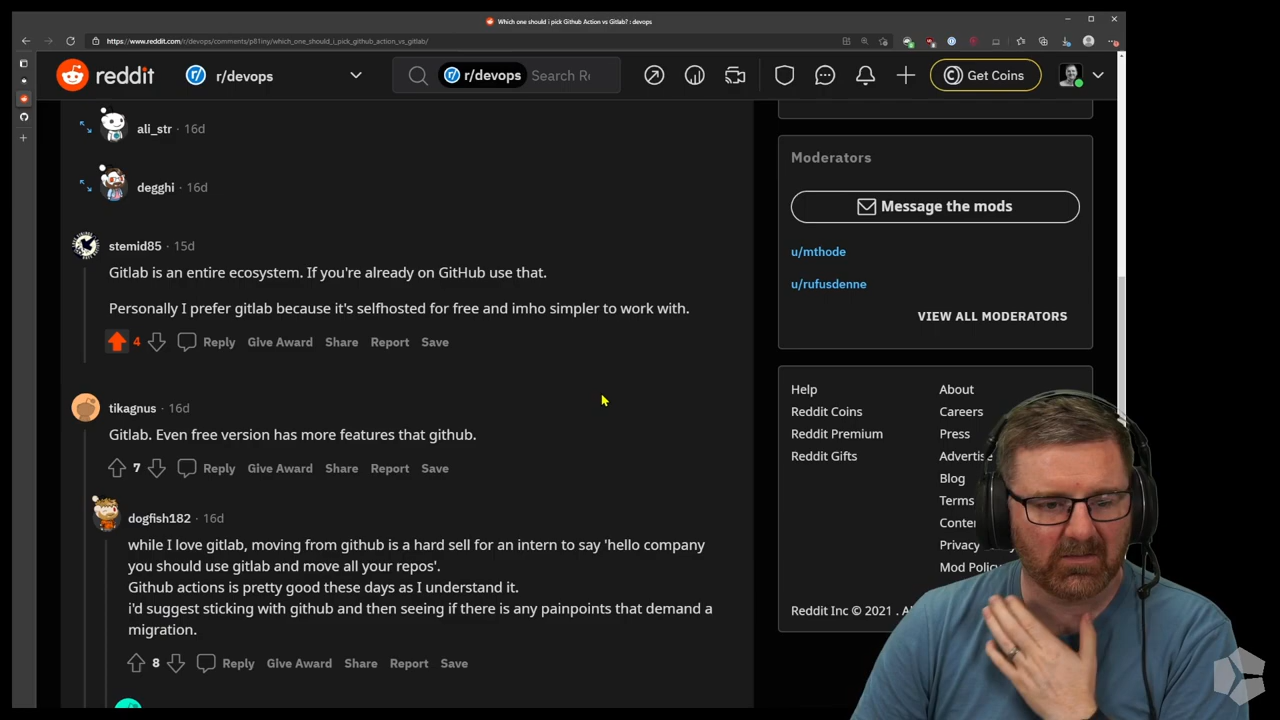 Which one should i pick Github Action vs Gitlab? : devops
https://www.reddit.com/r/devops/comments/p81iny/which_one_should_i_pick_github_action_vs_gitlab/
reddit
r/devops
r/devops
Search Re
Get Coins
ali_str · 16d
degghi · 16d
stemid85 · 15d
Gitlab is an entire ecosystem. If you're already on GitHub use that.
Personally I prefer gitlab because it's selfhosted for free and imho simpler to work with.
4 Reply Give Award Share Report Save
tikagnus · 16d
Gitlab. Even free version has more features that github.
7 Reply Give Award Share Report Save
dogfish182 · 16d
while I love gitlab, moving from github is a hard sell for an intern to say 'hello company
you should use gitlab and move all your repos'.
Github actions is pretty good these days as I understand it.
i'd suggest sticking with github and then seeing if there is any painpoints that demand a
migration.
8 Reply Give Award Share Report Save
Moderators
Message the mods
u/mthode
u/rufusdenne
VIEW ALL MODERATORS
Help
Reddit Coins
Reddit Premium
Reddit Gifts
About
Careers
Press
Advertise
Blog
Terms
Conte
Privacy
Mod Polic
Reddit Inc © 2021 . A